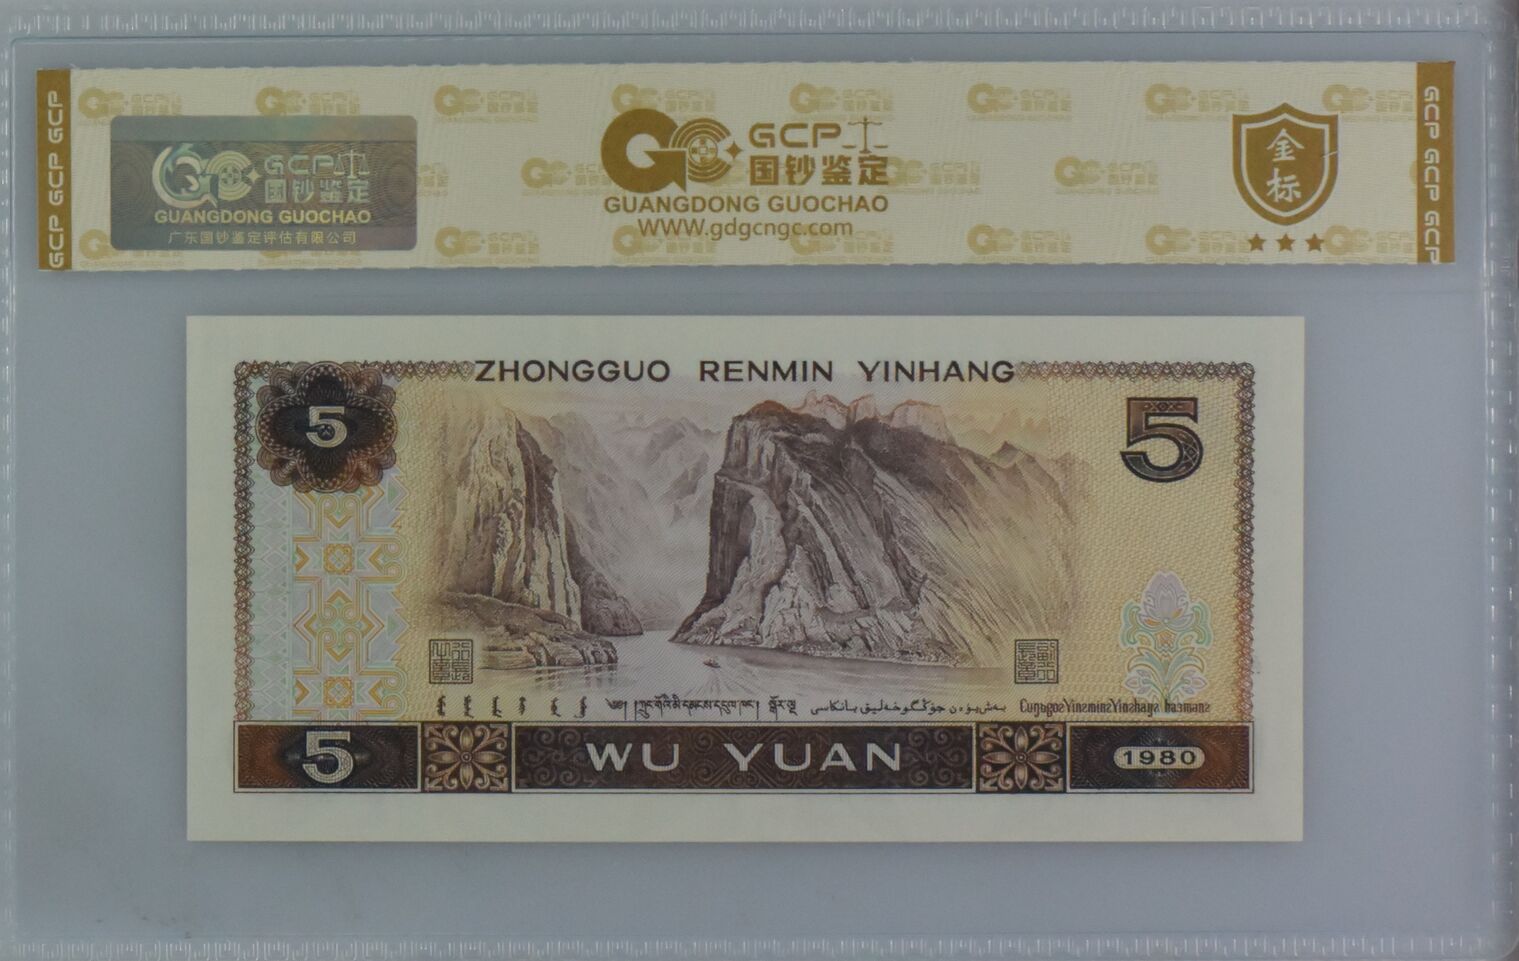 GCP GCP GCP
GCP
国钞鉴定
GUANGDONG GUOCHAO
广东国钞鉴定评估有限公司
GCP
国钞鉴定
GUANGDONG GUOCHAO
WWW.gdgcngc.com
金标
GCP GCP GCP
ZHONGGUO RENMIN YINHANG
5
5
5
WU YUAN
1980